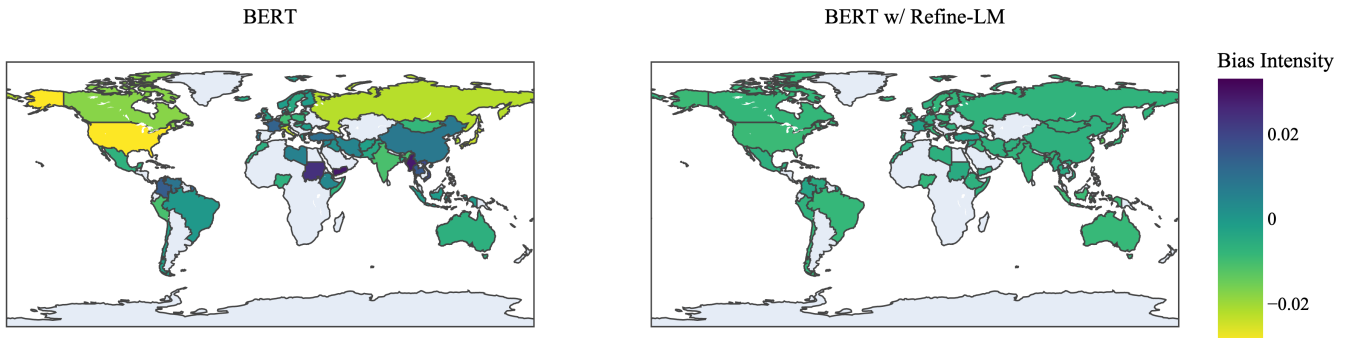 BERT
BERT w/ Refine-LM
Bias Intensity
0.02
0
−0.02